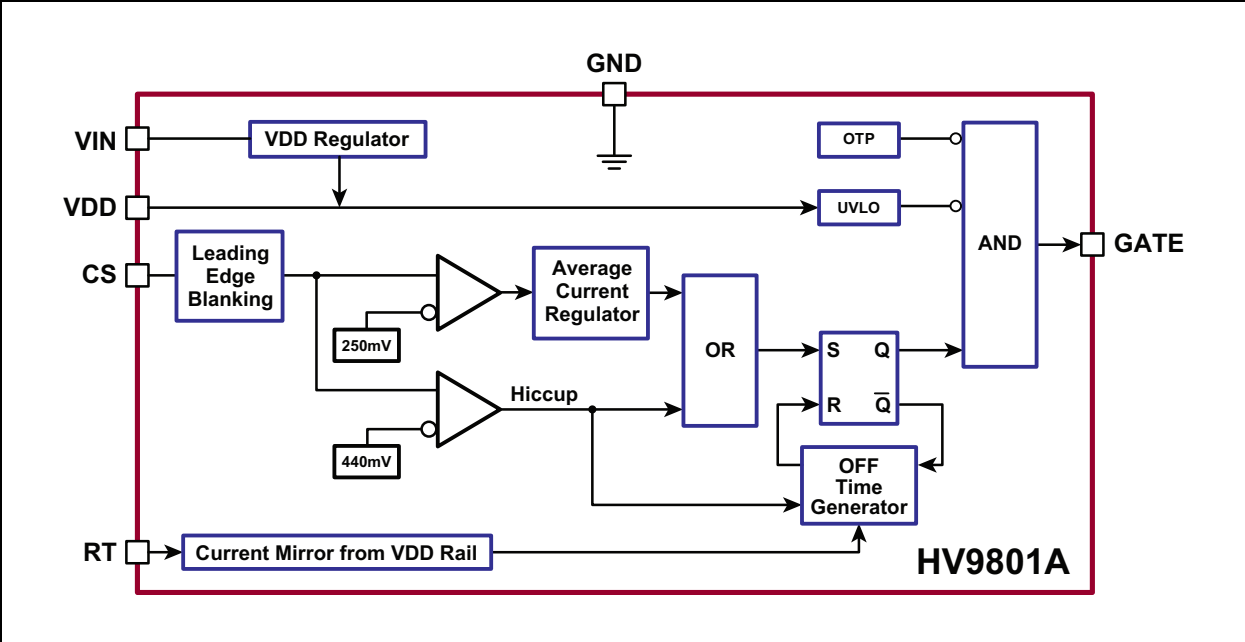 GND
VIN
VDD Regulator
OTP
VDD
UVLO
AND
GATE
CS
Leading
Edge
Blanking
Average
Current
Regulator
250mV
OR
S Q
R Q̅
Hiccup
440mV
OFF
Time
Generator
RT
Current Mirror from VDD Rail
HV9801A